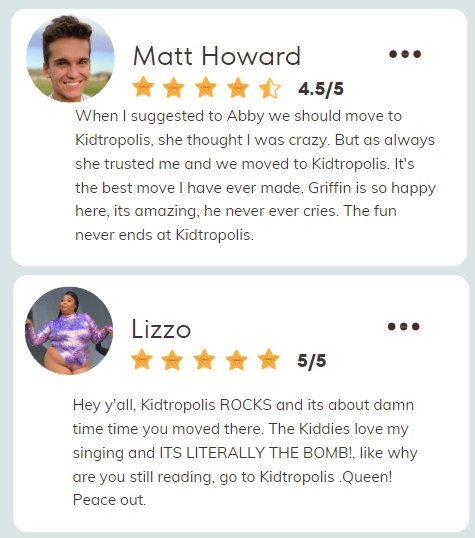 Matt Howard
4.5/5
When I suggested to Abby we should move to
Kidtropolis, she thought I was crazy. But as always
she trusted me and we moved to Kidtropolis. It's
the best move I have ever made. Griffin is so happy
here, its amazing, he never ever cries. The fun
never ends at Kidtropolis.
Lizzo
5/5
Hey y'all, Kidtropolis ROCKS and its about damn
time time you moved there. The Kiddies love my
singing and ITS LITERALLY THE BOMB!, like why
are you still reading, go to Kidtropolis .Queen!
Peace out.